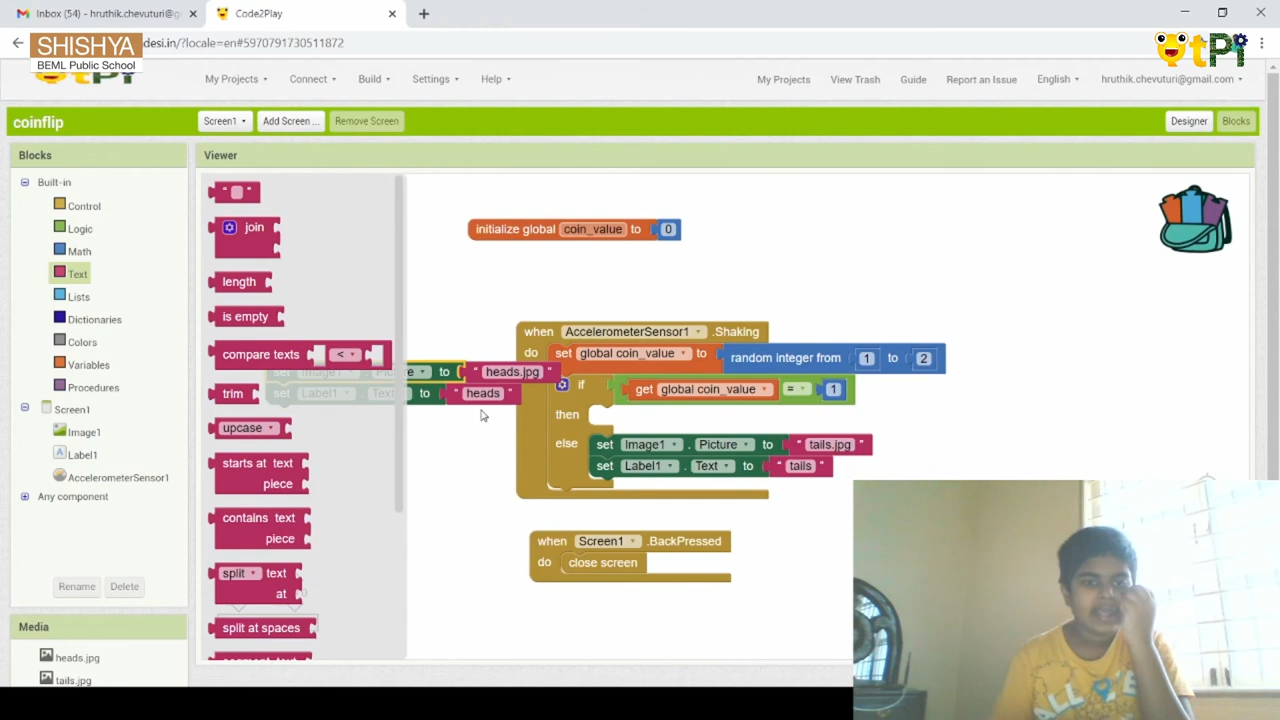 Inbox (54) - hruthik.chevuturi@g
Code2Play
SHISHYA
BEML Public School
desi.in/?locale=en#5970791730511872
OtPi
My Projects
Connect
Build
Settings
Help
My Projects
View Trash
Guide
Report an Issue
English
hruthik.chevuturi@gmail.com
coinflip
Screen1
Add Screen ...
Remove Screen
Designer
Blocks
Blocks
Viewer
Built-in
Control
Logic
Math
Text
Lists
Dictionaries
Colors
Variables
Procedures
Screen1
Image1
Label1
AccelerometerSensor1
Any component
Rename
Delete
Media
heads.jpg
tails.jpg
" "
join
length
is empty
compare texts <
trim
upcase
starts at text
piece
contains text
piece
split text
at
split at spaces
initialize global coin_value to 0
set Image1 . Picture to " heads.jpg "
set Label1 . Text to " heads "
when AccelerometerSensor1 .Shaking
do set global coin_value to random integer from 1 to 2
if get global coin_value = 1
then
else set Image1 . Picture to " tails.jpg "
set Label1 . Text to " tails "
when Screen1 .BackPressed
do close screen